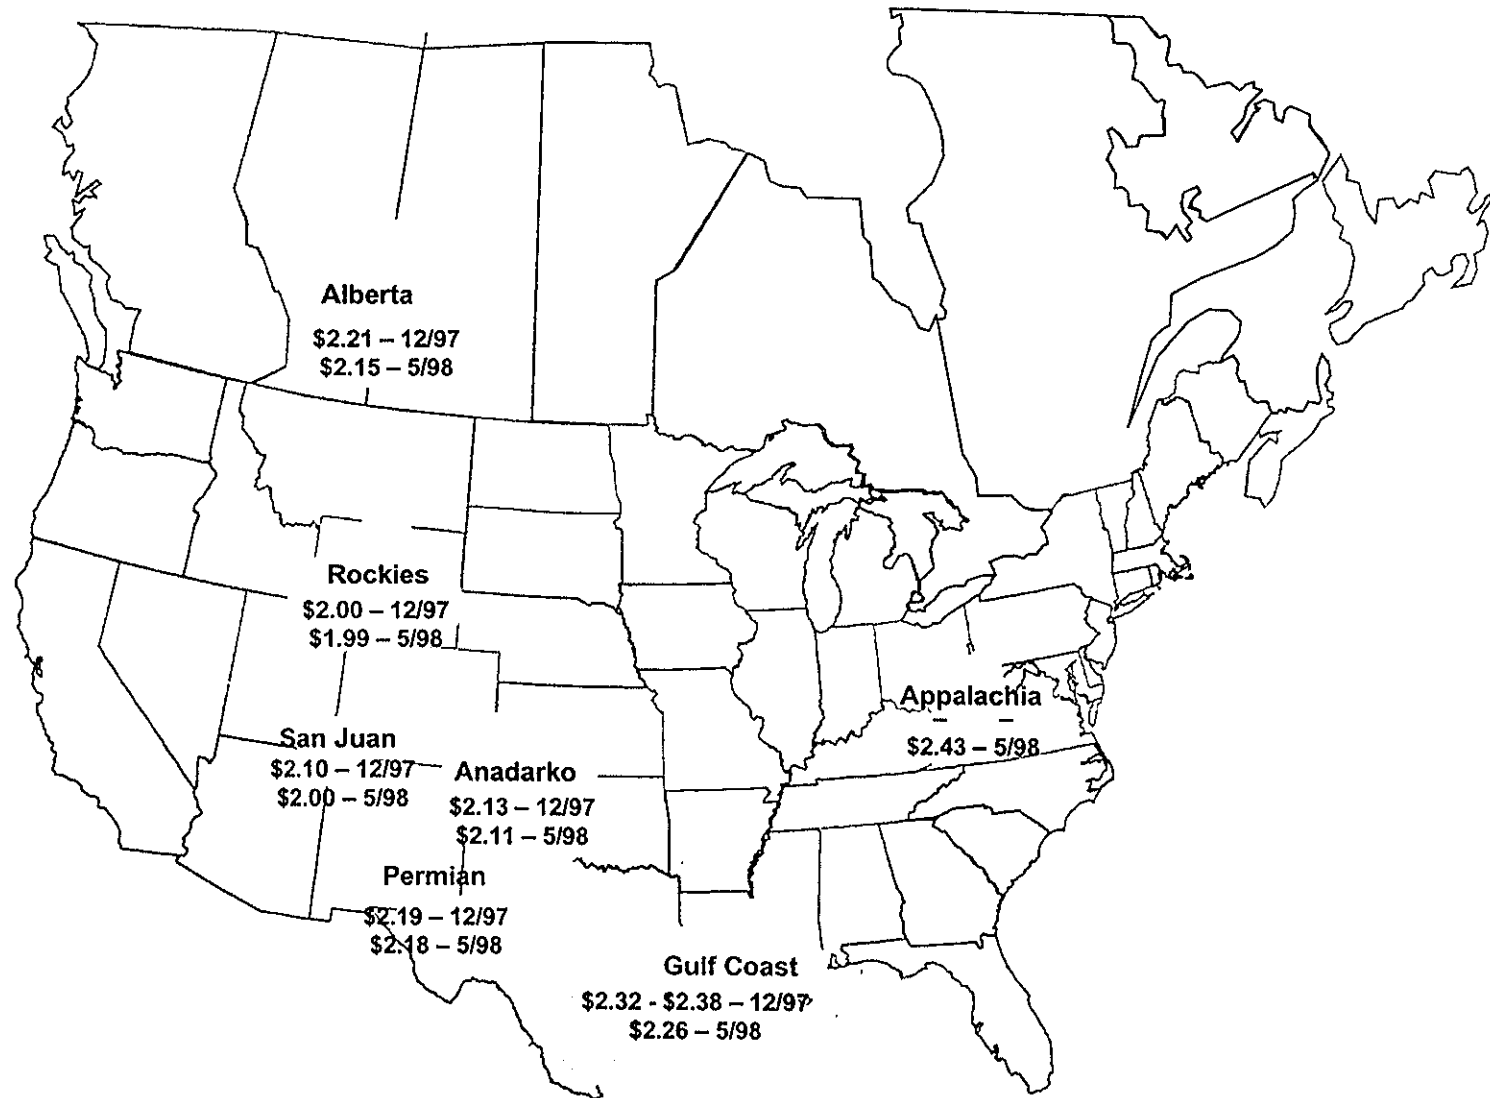 Alberta
$2.21 – 12/97
$2.15 – 5/98
Rockies
$2.00 – 12/97
$1.99 – 5/98
San Juan
$2.10 – 12/97
$2.00 – 5/98
Anadarko
$2.13 – 12/97
$2.11 – 5/98
Permian
$2.19 – 12/97
$2.18 – 5/98
Gulf Coast
$2.32 - $2.38 – 12/97
$2.26 – 5/98
Appalachia
– –
$2.43 – 5/98